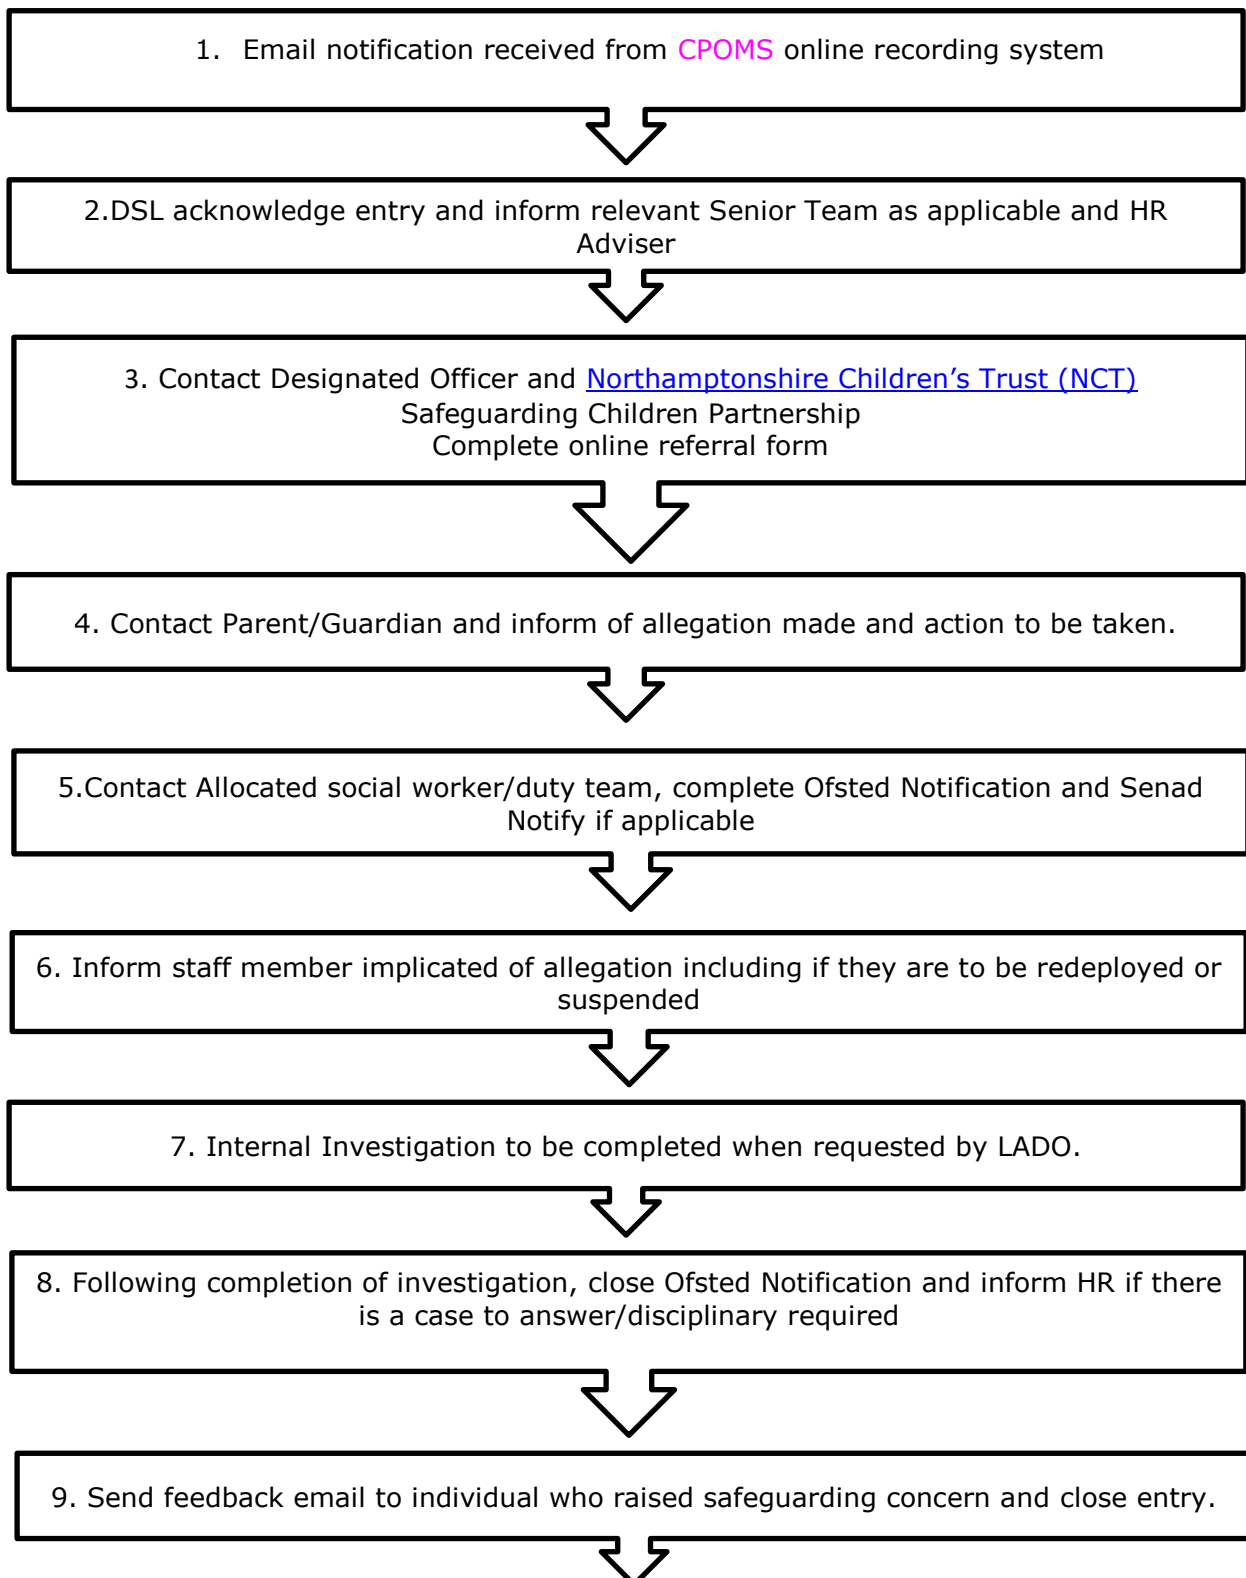 1. Email notification received from CPOMS online recording system
2.DSL acknowledge entry and inform relevant Senior Team as applicable and HR
Adviser
3. Contact Designated Officer and Northamptonshire Children’s Trust (NCT)
Safeguarding Children Partnership
Complete online referral form
4. Contact Parent/Guardian and inform of allegation made and action to be taken.
5.Contact Allocated social worker/duty team, complete Ofsted Notification and Senad
Notify if applicable
6. Inform staff member implicated of allegation including if they are to be redeployed or
suspended
7. Internal Investigation to be completed when requested by LADO.
8. Following completion of investigation, close Ofsted Notification and inform HR if there
is a case to answer/disciplinary required
9. Send feedback email to individual who raised safeguarding concern and close entry.